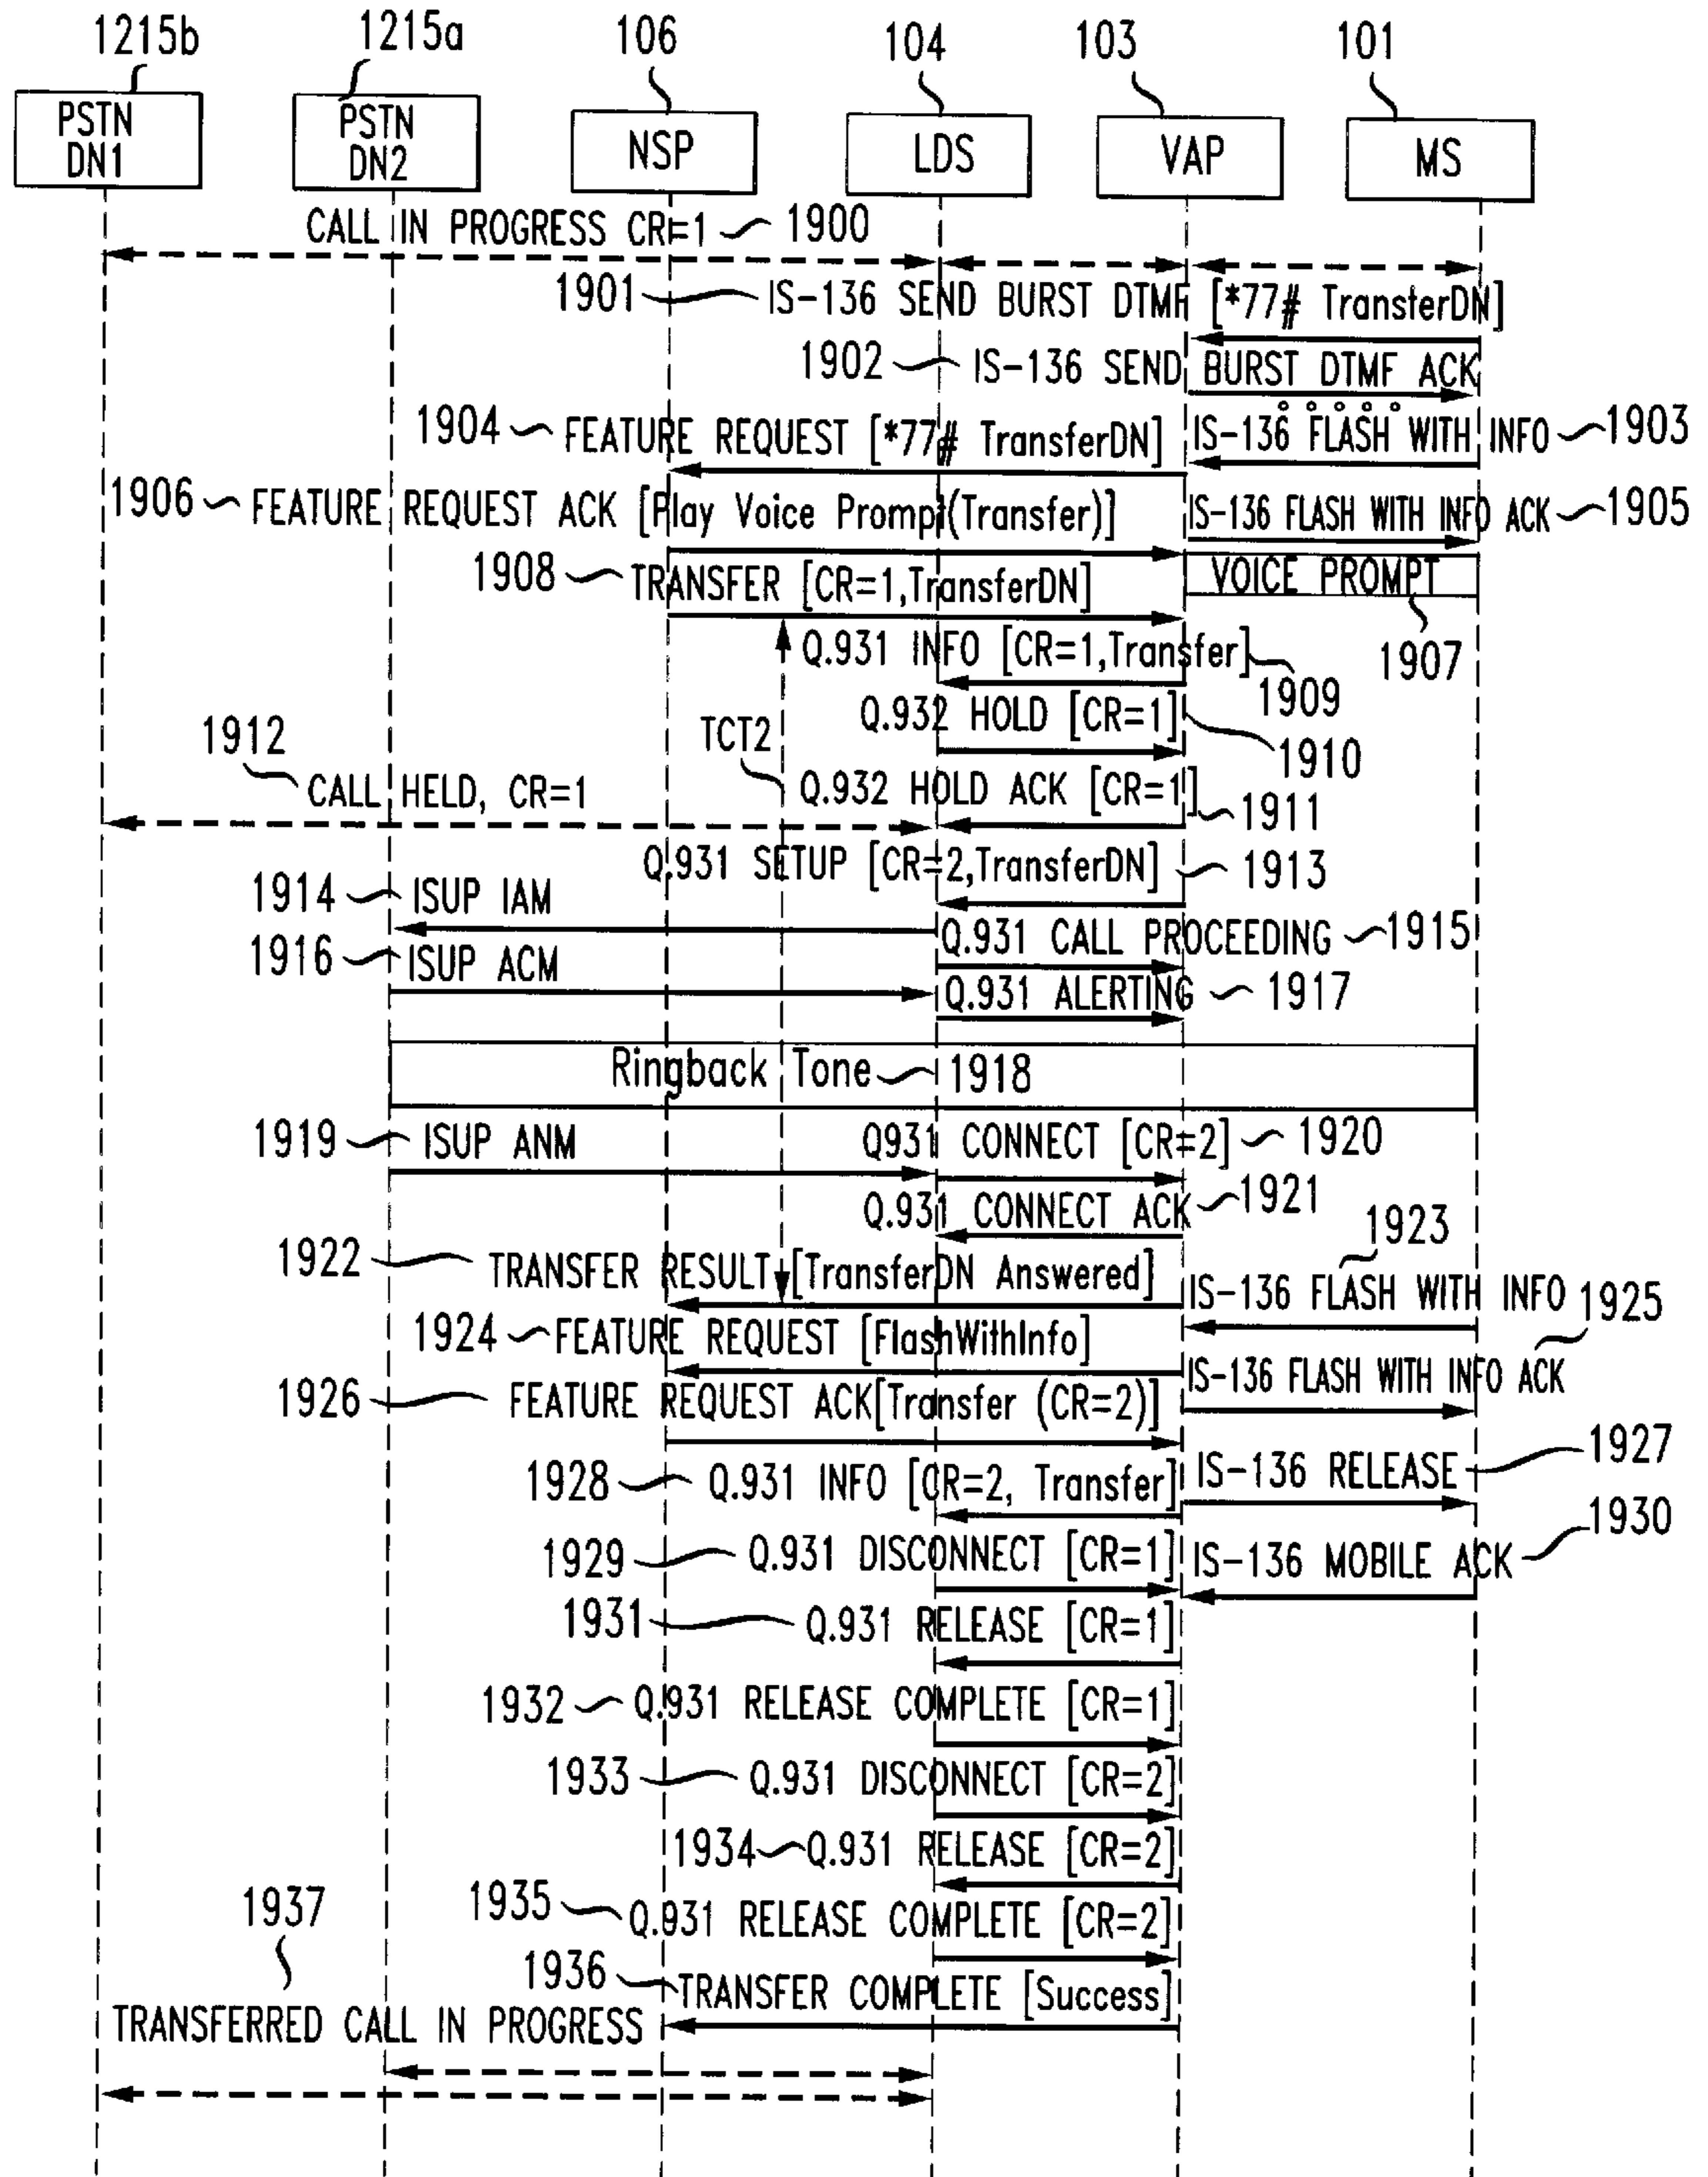 1215b 1215a 106 104 103 101
PSTN DN1
PSTN DN2
NSP
LDS
VAP
MS
CALL IN PROGRESS CR=1 1900
1901 IS-136 SEND BURST DTMF [*77# TransterDN]
1902 IS-136 SEND BURST DTMF ACK
1904 FEATURE REQUEST [*77# TransferDN]
IS-136 FLASH WITH INFO 1903
1906 FEATURE REQUEST ACK [Play Voice Prompt(Transfer)]
IS-136 FLASH WITH INFO ACK 1905
1908 TRANSFER [CR=1,TransferDN]
VOICE PROMPT
1907
Q.931 INFO [CR=1,Transfer]
1909
Q.932 HOLD [CR=1]
1910
TCT2
1912
CALL HELD, CR=1
Q.932 HOLD ACK [CR=1]
1911
Q.931 SETUP [CR=2,TransferDN] 1913
1914 ISUP IAM
Q.931 CALL PROCEEDING 1915
1916 ISUP ACM
Q.931 ALERTING 1917
Ringback Tone 1918
1919 ISUP ANM
Q931 CONNECT [CR=2] 1920
Q.931 CONNECT ACK 1921
1922 TRANSFER RESULT [TransferDN Answered]
1923
IS-136 FLASH WITH INFO
1924 FEATURE REQUEST [FlashWithInfo]
1925
IS-136 FLASH WITH INFO ACK
1926 FEATURE REQUEST ACK[Transfer (CR=2)]
1927
IS-136 RELEASE
1928 Q.931 INFO [CR=2, Transfer]
1929 Q.931 DISCONNECT [CR=1]
1930
IS-136 MOBILE ACK
1931 Q.931 RELEASE [CR=1]
1932 Q.931 RELEASE COMPLETE [CR=1]
1933 Q.931 DISCONNECT [CR=2]
1934 Q.931 RELEASE [CR=2]
1935 Q.931 RELEASE COMPLETE [CR=2]
1936 TRANSFER COMPLETE [Success]
1937
TRANSFERRED CALL IN PROGRESS